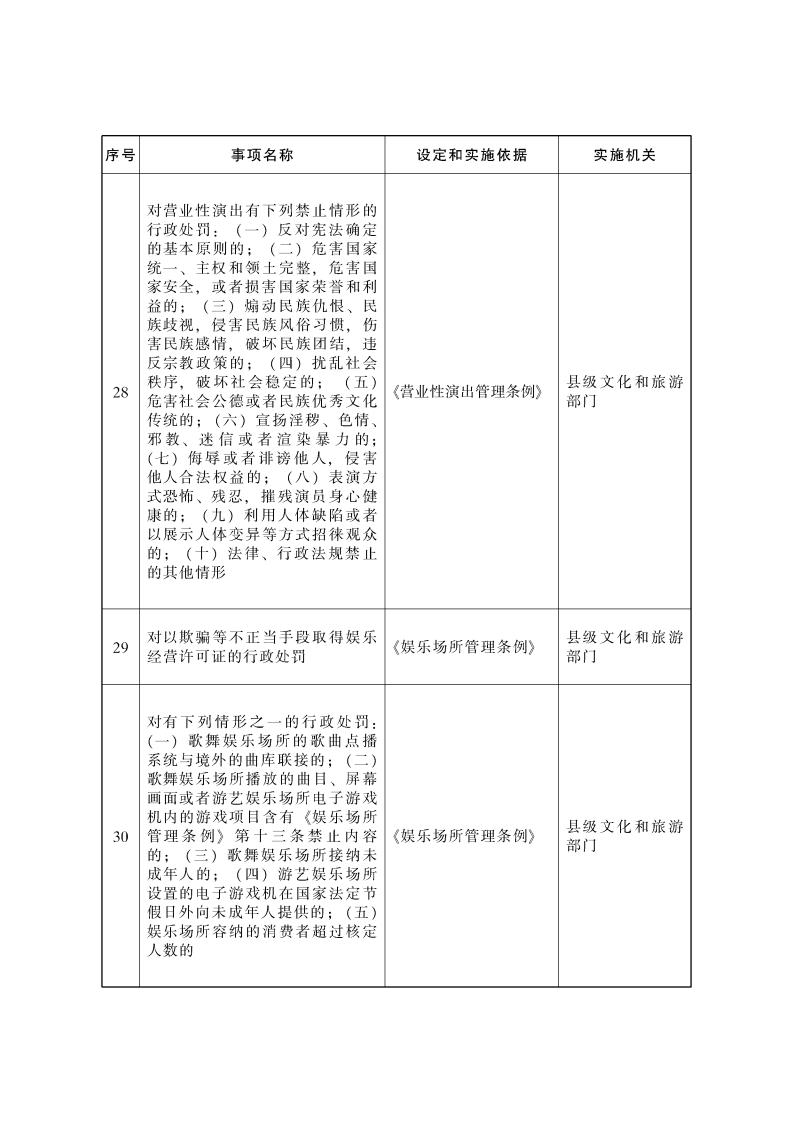 序号
事项名称
设定和实施依据
实施机关
28
对营业性演出有下列禁止情形的
行政处罚：（一）反对宪法确定
的基本原则的；（二）危害国家
统一、主权和领土完整，危害国
家安全，或者损害国家荣誉和利
益的；（三）煽动民族仇恨、民
族歧视，侵害民族风俗习惯，伤
害民族感情，破坏民族团结，违
反宗教政策的；（四）扰乱社会
秩序，破坏社会稳定的；（五）
危害社会公德或者民族优秀文化
传统的；（六）宣扬淫秽、色情、
邪教、迷信或者渲染暴力的；
（七）侮辱或者诽谤他人，侵害
他人合法权益的；（八）表演方
式恐怖、残忍，摧残演员身心健
康的；（九）利用人体缺陷或者
以展示人体变异等方式招徕观众
的；（十）法律、行政法规禁止
的其他情形
《营业性演出管理条例》
县级文化和旅游
部门
29
对以欺骗等不正当手段取得娱乐
经营许可证的行政处罚
《娱乐场所管理条例》
县级文化和旅游
部门
30
对有下列情形之一的行政处罚：
（一）歌舞娱乐场所的歌曲点播
系统与境外的曲库联接的；（二）
歌舞娱乐场所播放的曲目、屏幕
画面或者游艺娱乐场所电子游戏
机内的游戏项目含有《娱乐场所
管理条例》第十三条禁止内容
的；（三）歌舞娱乐场所接纳未
成年人的；（四）游艺娱乐场所
设置的电子游戏机在国家法定节
假日外向未成年人提供的；（五）
娱乐场所容纳的消费者超过核定
人数的
《娱乐场所管理条例》
县级文化和旅游
部门